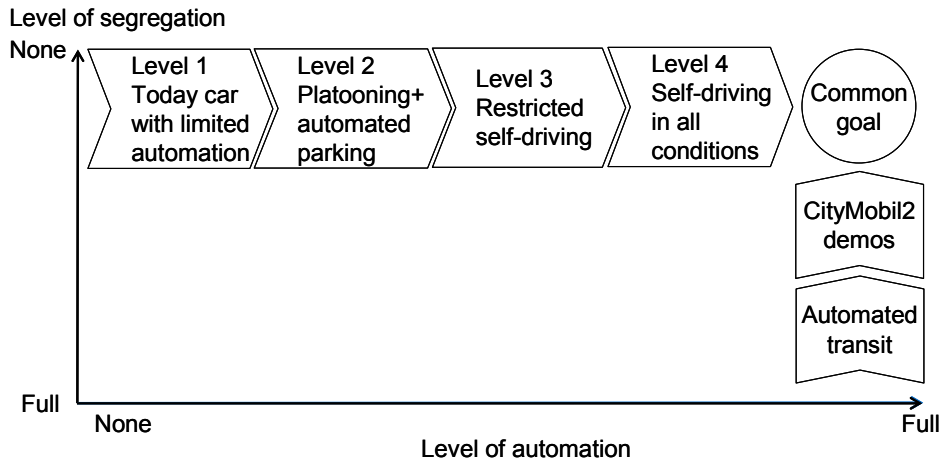 Level of segregation
None
Level 1
Today car
with limited
automation
Level 2
Platooning+
automated
parking
Level 3
Restricted
self-driving
Level 4
Self-driving
in all
conditions
Common
goal
CityMobil2
demos
Automated
transit
Full
None
Full
Level of automation